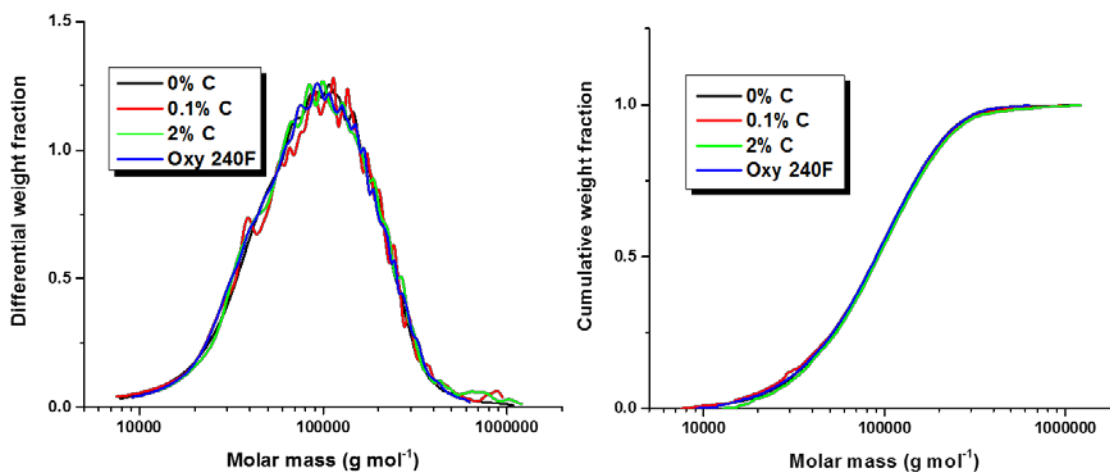 1.5
1.0
0.5
0.0
Differential weight fraction
0% C
0.1% C
2% C
Oxy 240F
10000
100000
1000000
Molar mass (g mol⁻¹)
1.0
0.5
0.0
Cumulative weight fraction
0% C
0.1% C
2% C
Oxy 240F
10000
100000
1000000
Molar mass (g mol⁻¹)